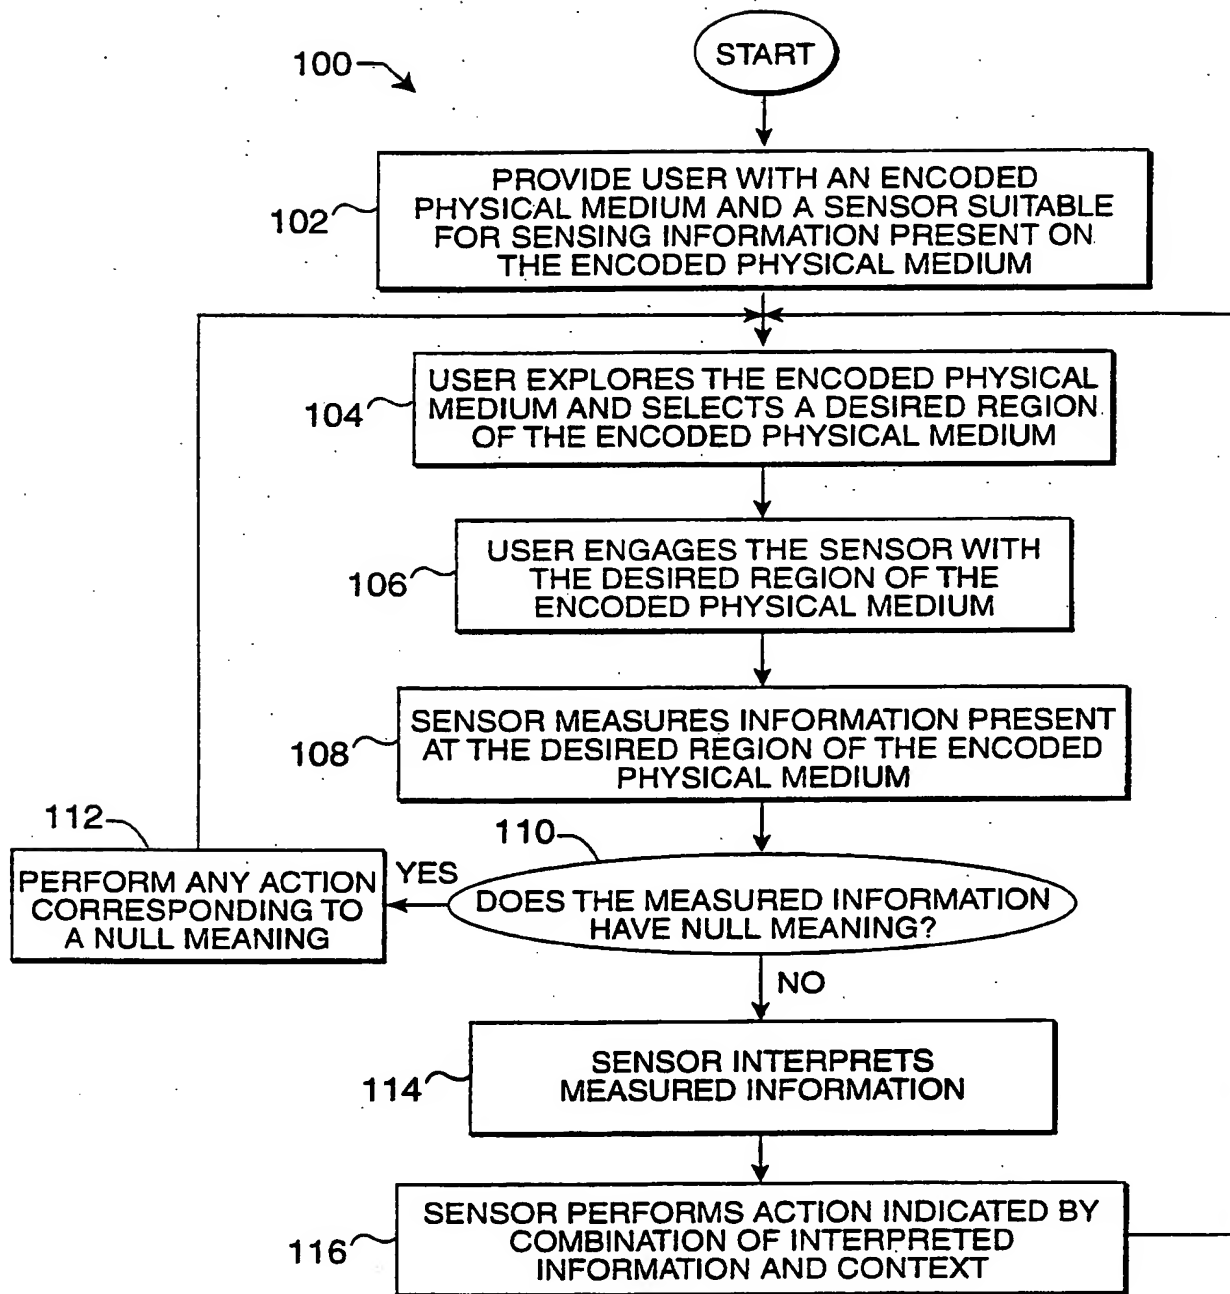 START
100
PROVIDE USER WITH AN ENCODED
PHYSICAL MEDIUM AND A SENSOR SUITABLE
FOR SENSING INFORMATION PRESENT ON
THE ENCODED PHYSICAL MEDIUM
102
USER EXPLORES THE ENCODED PHYSICAL
MEDIUM AND SELECTS A DESIRED REGION
OF THE ENCODED PHYSICAL MEDIUM
104
USER ENGAGES THE SENSOR WITH
THE DESIRED REGION OF THE
ENCODED PHYSICAL MEDIUM
106
SENSOR MEASURES INFORMATION PRESENT
AT THE DESIRED REGION OF THE ENCODED
PHYSICAL MEDIUM
108
112
110
PERFORM ANY ACTION
CORRESPONDING TO
A NULL MEANING
YES
DOES THE MEASURED INFORMATION
HAVE NULL MEANING?
NO
SENSOR INTERPRETS
MEASURED INFORMATION
114
SENSOR PERFORMS ACTION INDICATED BY
COMBINATION OF INTERPRETED
INFORMATION AND CONTEXT
116